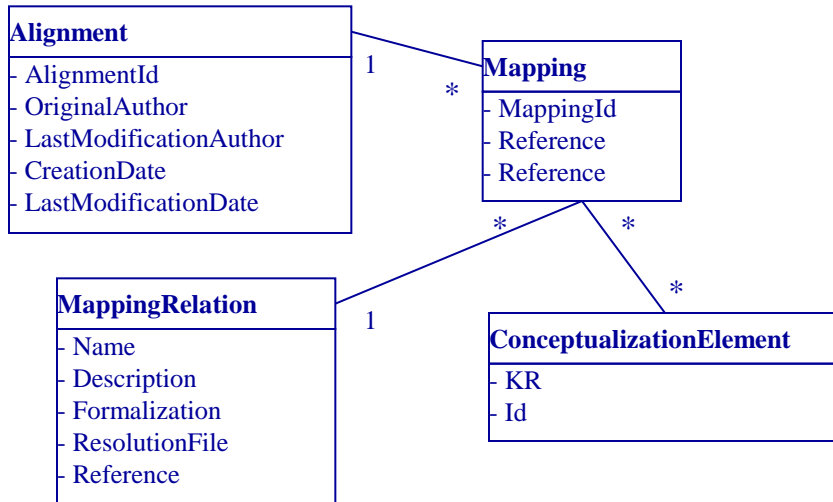 Alignment
- AlignmentId
- OriginalAuthor
- LastModificationAuthor
- CreationDate
- LastModificationDate
1
*
Mapping
- MappingId
- Reference
- Reference
*
*
MappingRelation
- Name
- Description
- Formalization
- ResolutionFile
- Reference
1
*
ConceptualizationElement
- KR
- Id